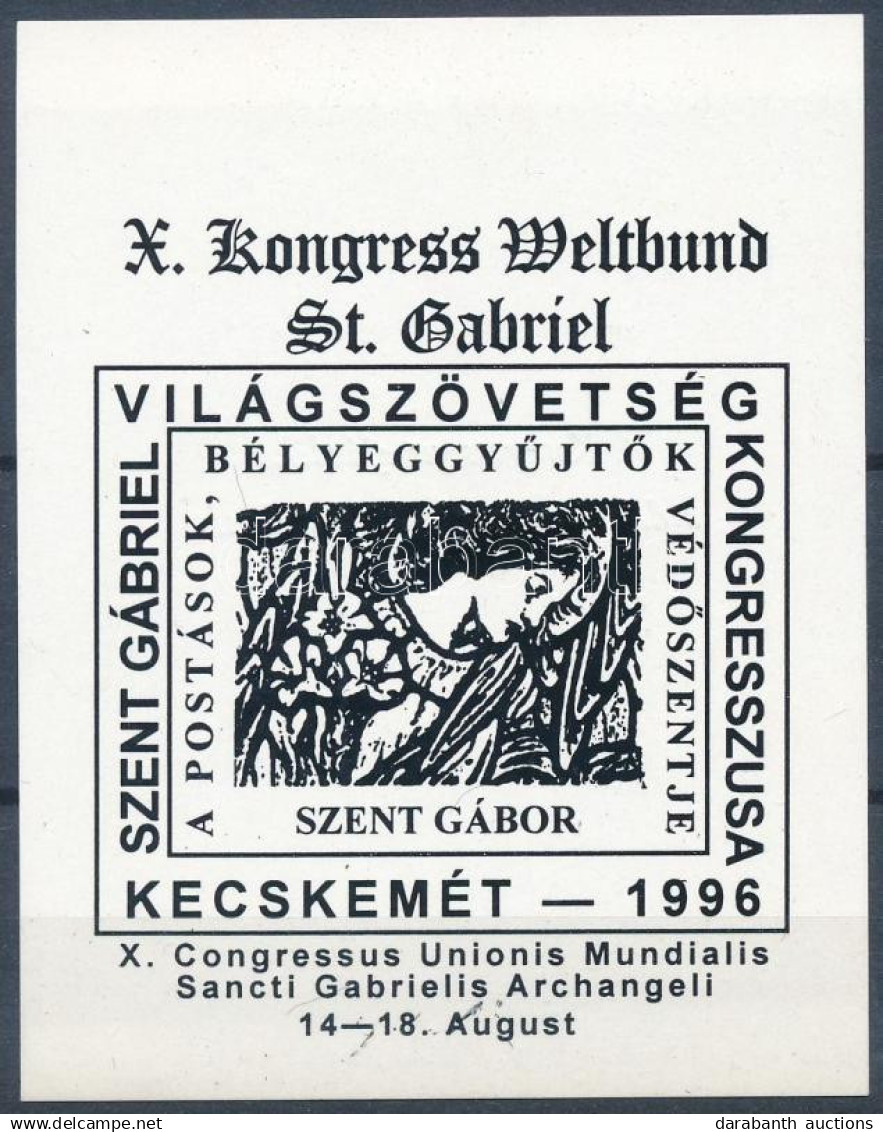 X. Kongress Weltbund
St. Gabriel
SZENT GÁBRIEL
VILÁGSZÖVETSÉG
KONGRESSZUSA
A POSTÁSOK,
BÉLYEGGYŰJTŐK
VÉDŐSZENTJE
darabanth
SZENT GÁBOR
KECSKEMÉT — 1996
X. Congressus Unionis Mundialis
Sancti Gabrielis Archangeli
14—18. August
delcampe.net
darabanth auctions